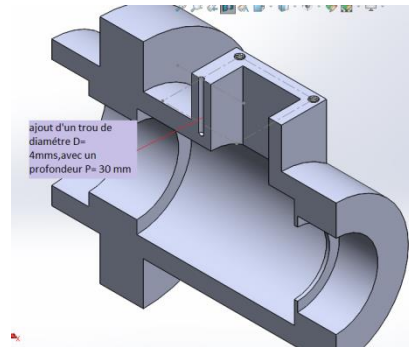 ajout d'un trou de
diamétre D=
4mms,avec un
profondeur P= 30 mm
x